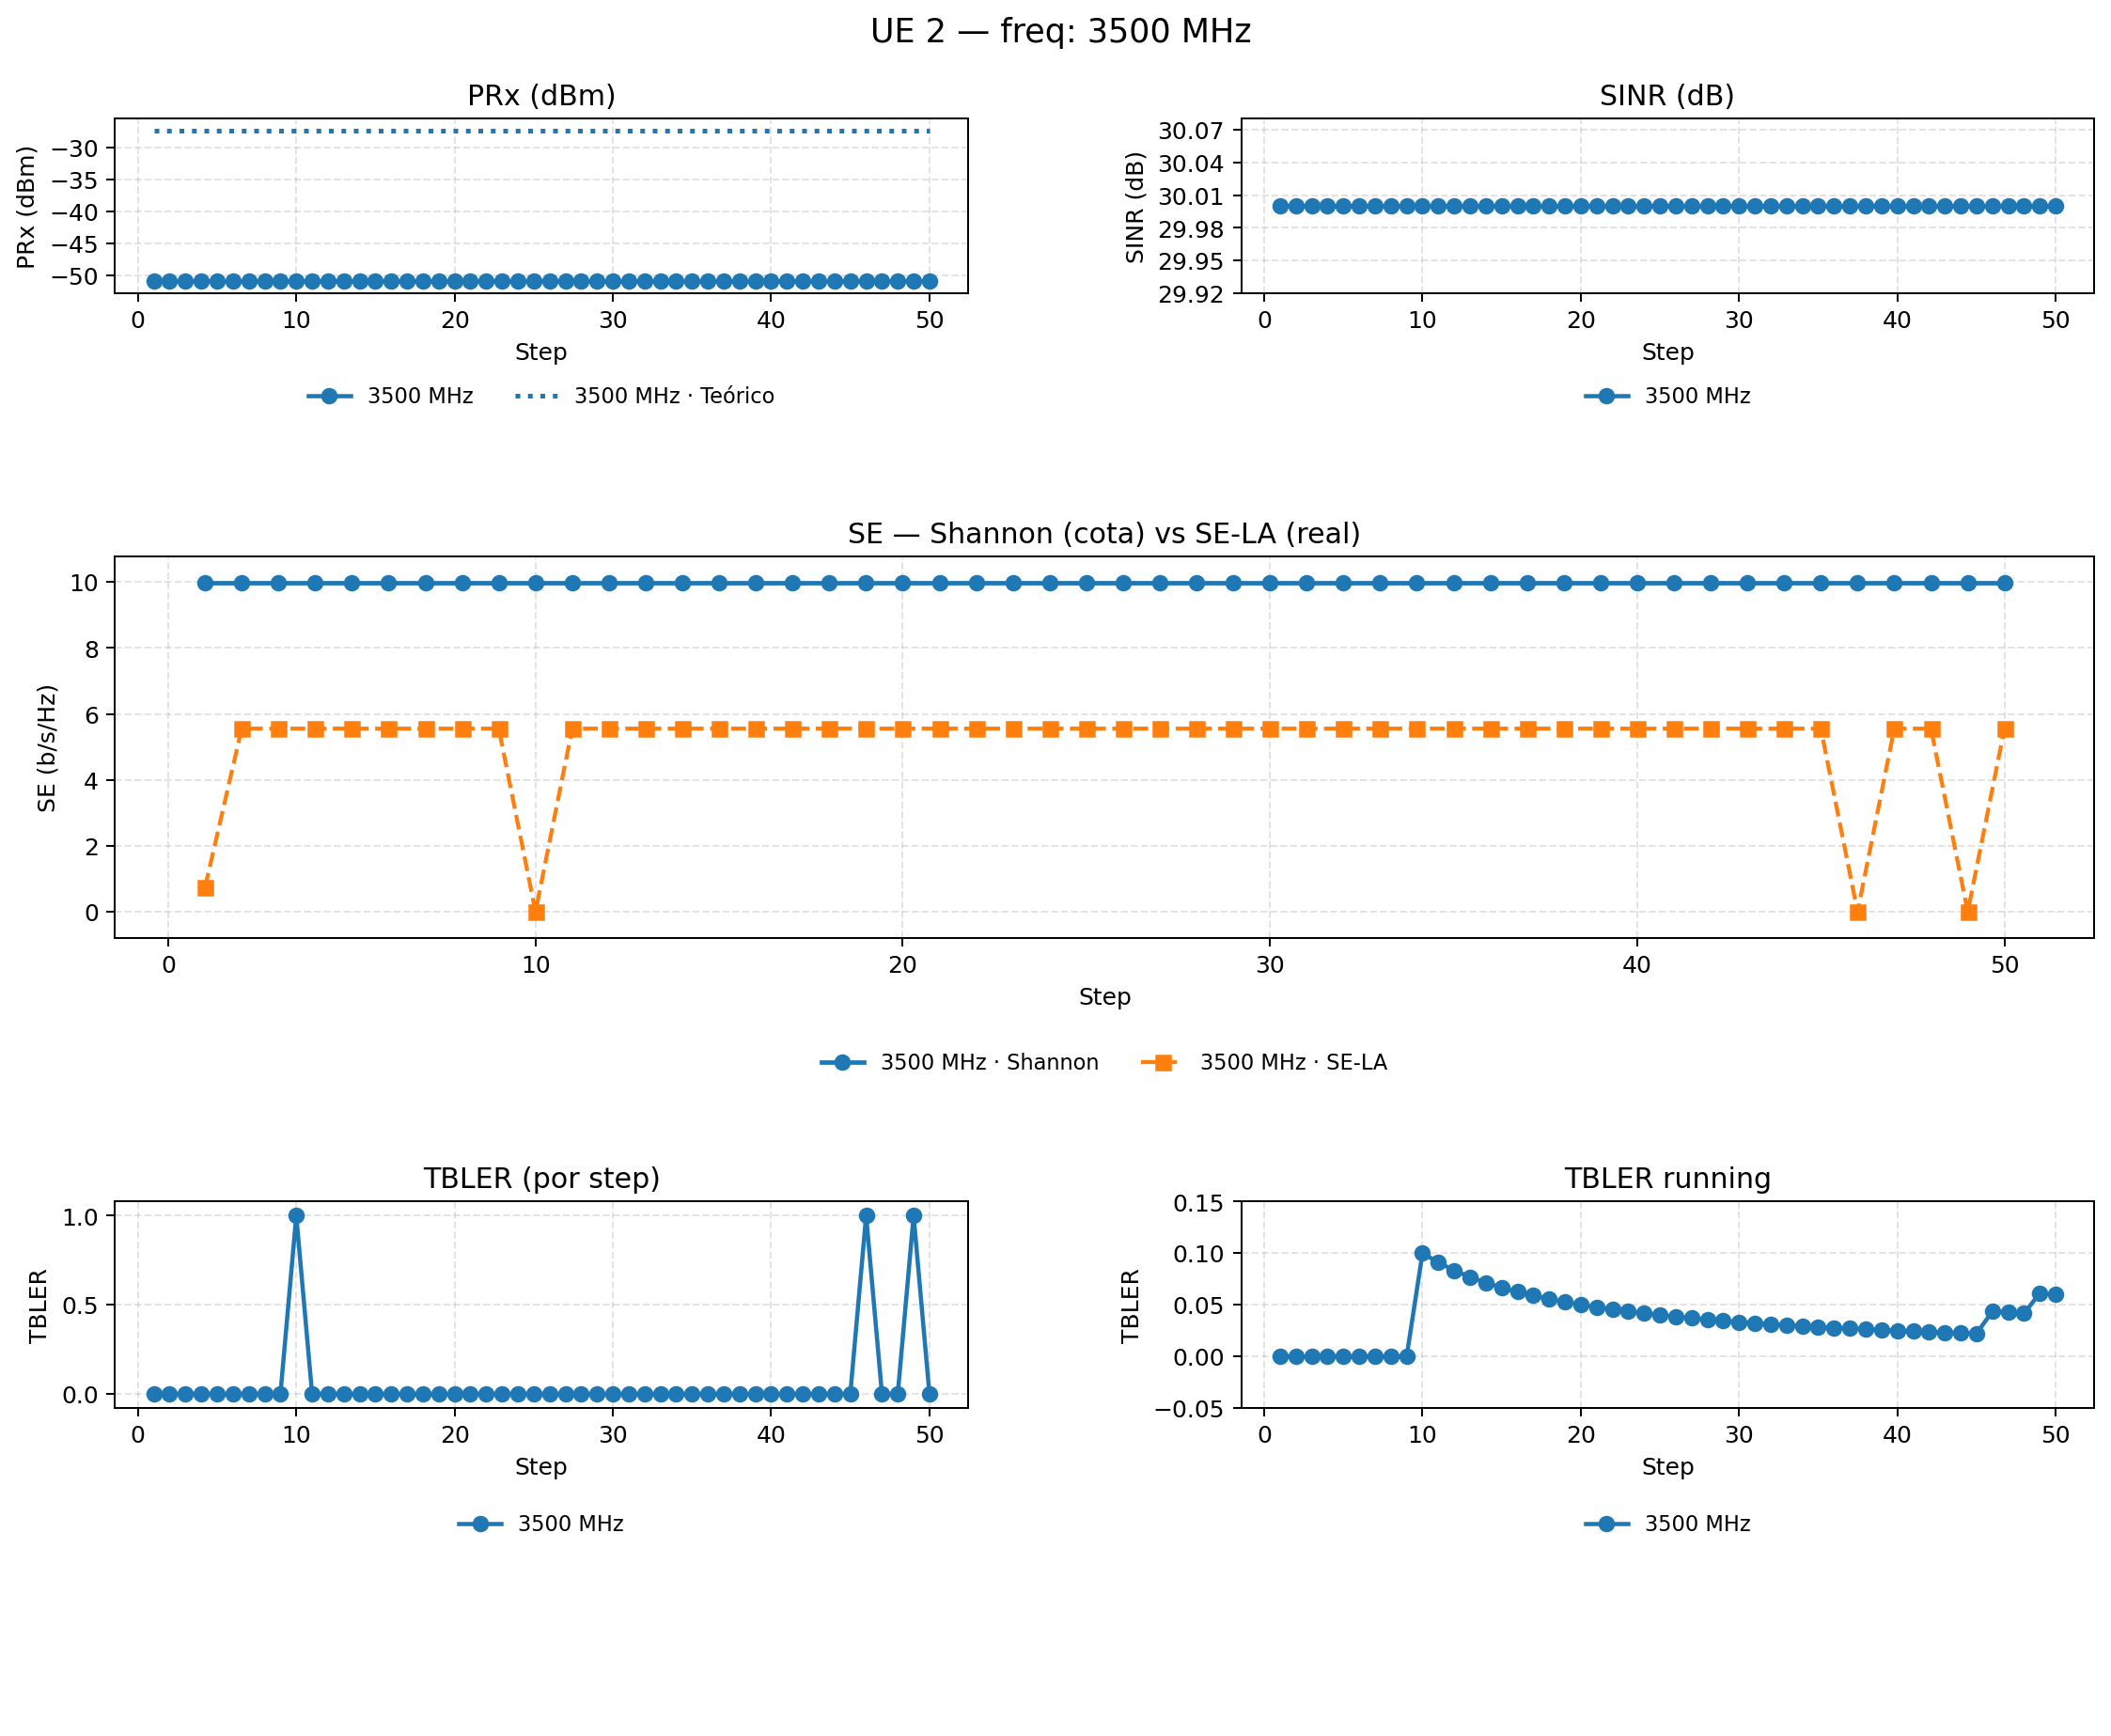 UE 2 — freq: 3500 MHz
PRx (dBm)
PRx (dBm)
−30
−35
−40
−45
−50
0 10 20 30 40 50
Step
3500 MHz 3500 MHz · Teórico
SINR (dB)
SINR (dB)
30.07
30.04
30.01
29.98
29.95
29.92
0 10 20 30 40 50
Step
3500 MHz
SE — Shannon (cota) vs SE-LA (real)
SE (b/s/Hz)
10
8
6
4
2
0
0 10 20 30 40 50
Step
3500 MHz · Shannon 3500 MHz · SE-LA
TBLER (por step)
TBLER
1.0
0.5
0.0
0 10 20 30 40 50
Step
3500 MHz
TBLER running
TBLER
0.15
0.10
0.05
0.00
−0.05
0 10 20 30 40 50
Step
3500 MHz